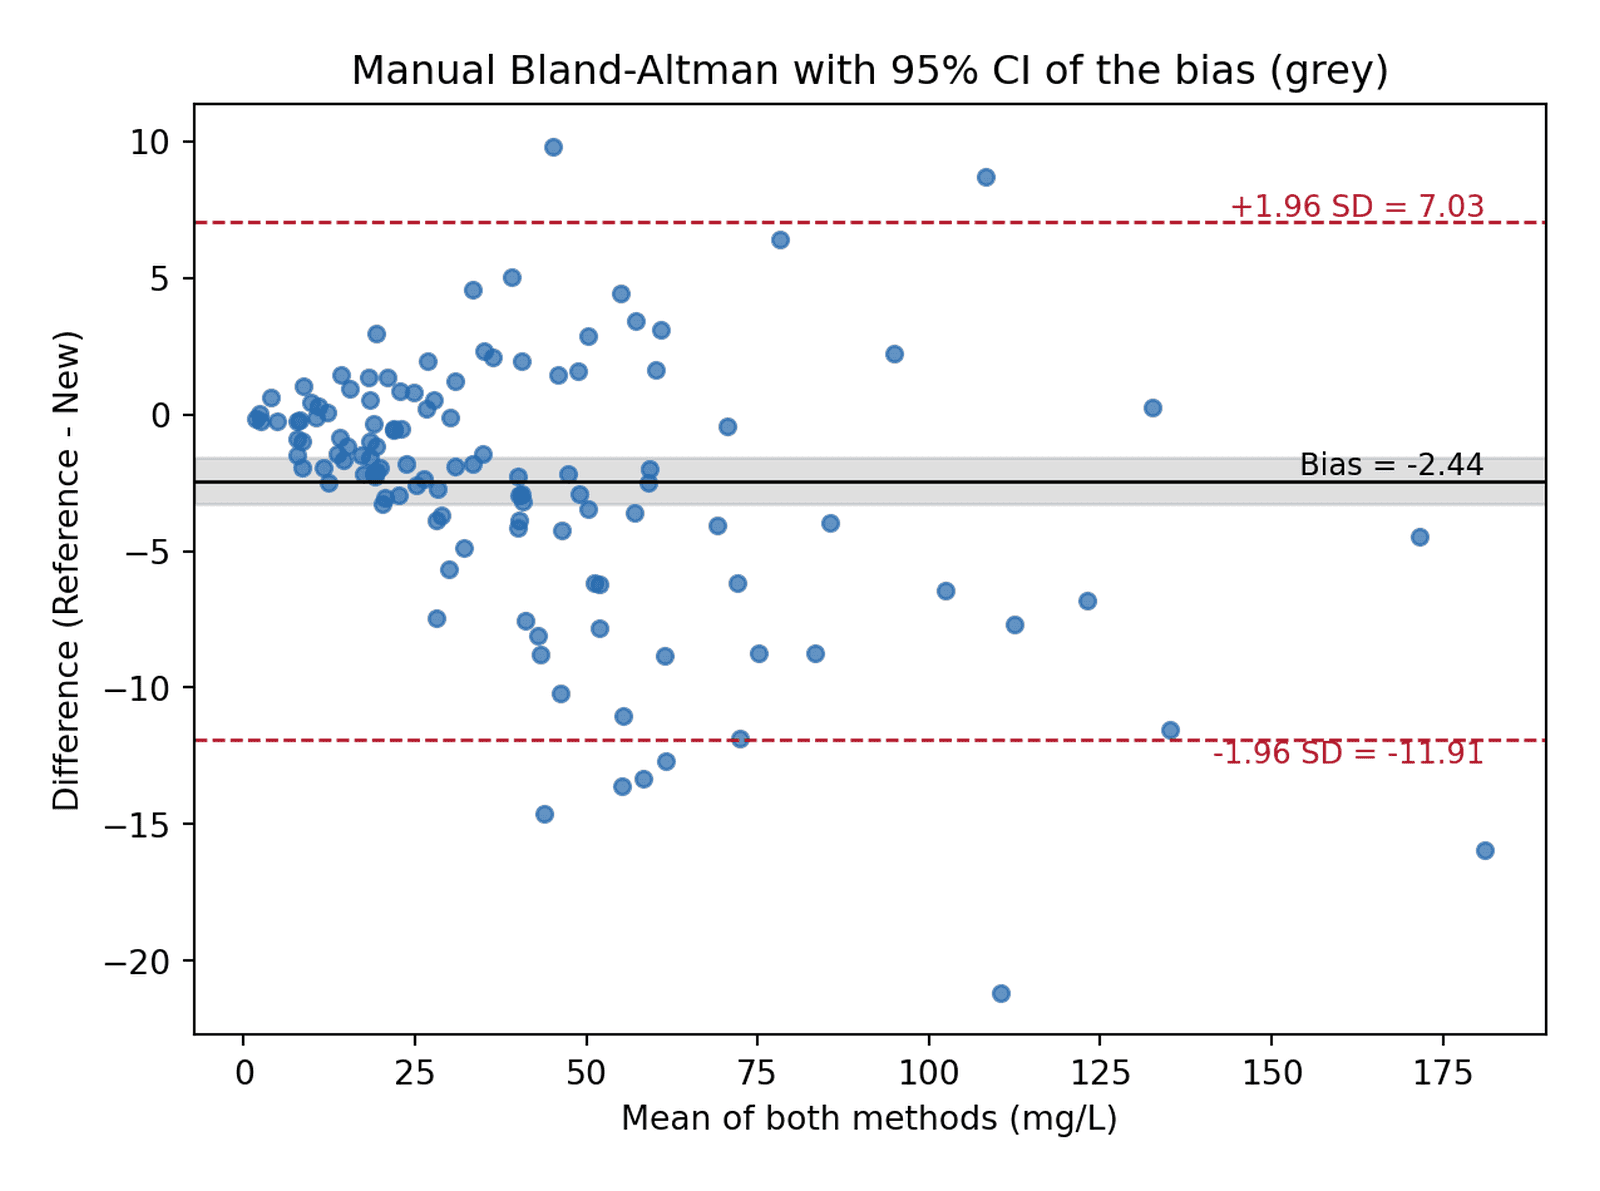 Manual Bland-Altman with 95% CI of the bias (grey)
10
5
0
−5
−10
−15
−20
Difference (Reference - New)
+1.96 SD = 7.03
Bias = -2.44
-1.96 SD = -11.91
0 25 50 75 100 125 150 175
Mean of both methods (mg/L)